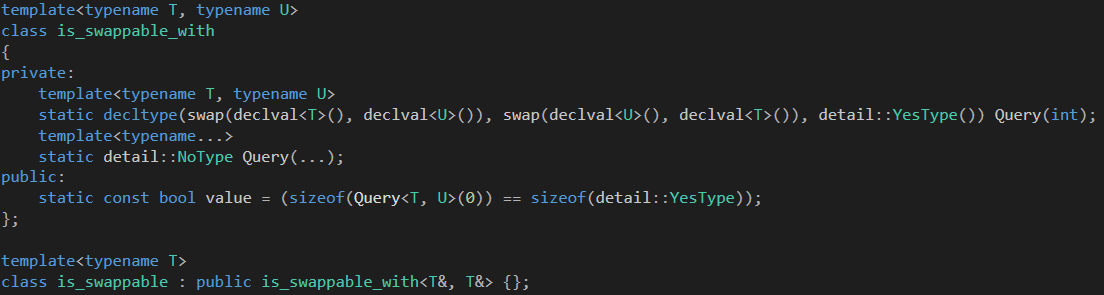 template<typename T, typename U>
class is_swappable_with
{
private:
    template<typename T, typename U>
    static decltype(swap(declval<T>(), declval<U>()), swap(declval<U>(), declval<T>()), detail::YesType()) Query(int);
    template<typename...>
    static detail::NoType Query(...);
public:
    static const bool value = (sizeof(Query<T, U>(0)) == sizeof(detail::YesType));
};

template<typename T>
class is_swappable : public is_swappable_with<T&, T&> {};